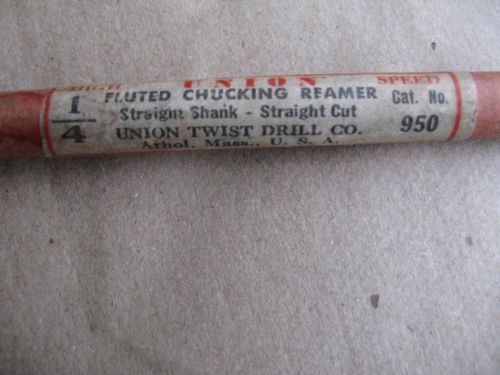 HIGH UNION SPEED
1/4 FLUTED CHUCKING REAMER Cat. No.
Straight Shank - Straight Cut 950
UNION TWIST DRILL CO.
Athol, Mass., U. S. A.